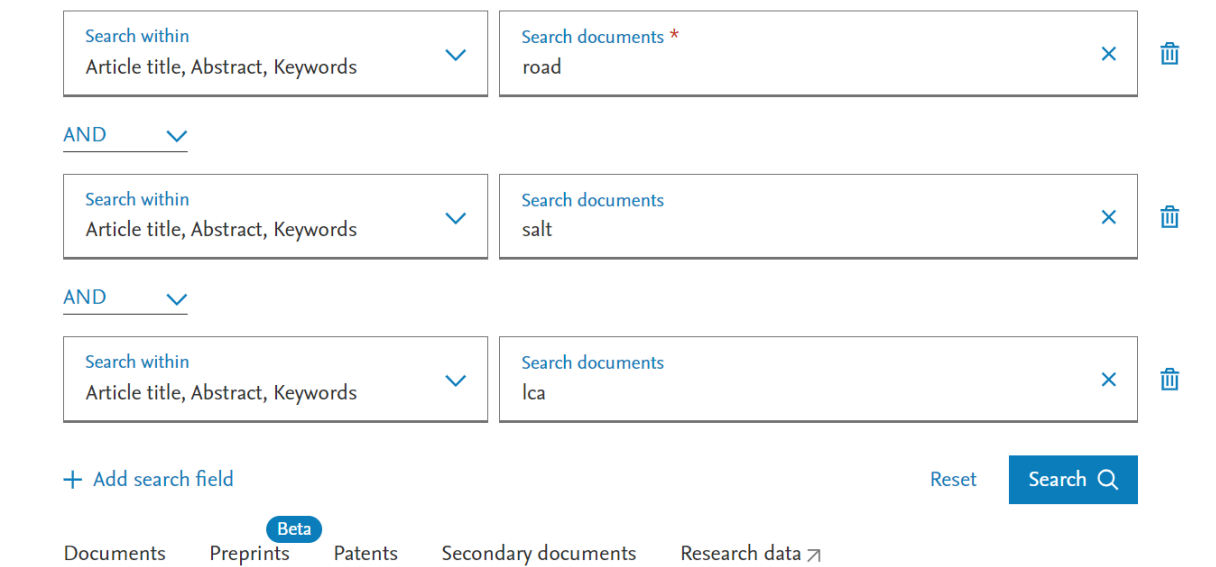 Search within
Article title, Abstract, Keywords
Search documents *
road
AND
Search within
Article title, Abstract, Keywords
Search documents
salt
AND
Search within
Article title, Abstract, Keywords
Search documents
lca
+ Add search field
Reset
Search
Beta
Documents Preprints Patents Secondary documents Research data